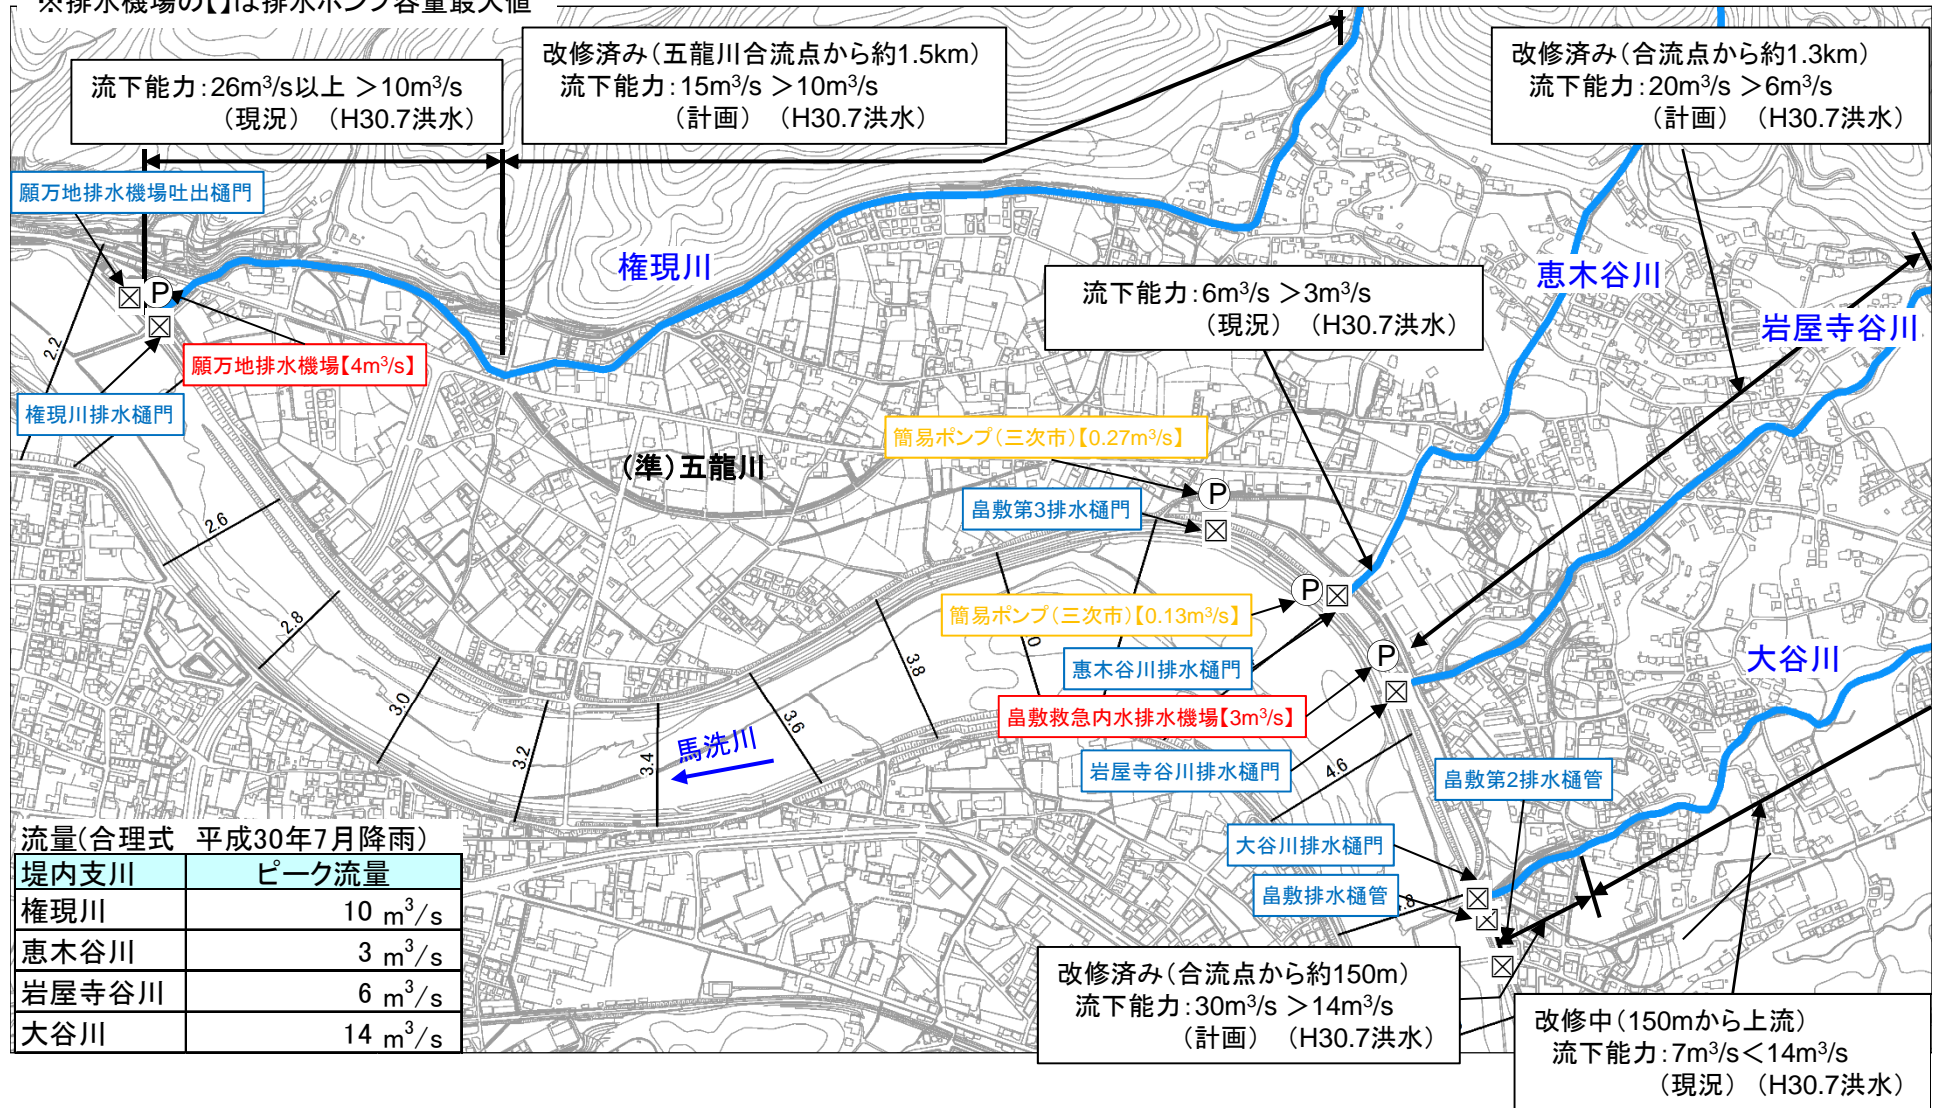 ※排水機場の【】は排水ポンプ容量最大値
流下能力：26m³/s以上 ＞10m³/s
（現況） （H30.7洪水）
改修済み（五龍川合流点から約1.5km）
流下能力：15m³/s ＞10m³/s
（計画） （H30.7洪水）
改修済み（合流点から約1.3km）
流下能力：20m³/s ＞6m³/s
（計画） （H30.7洪水）
願万地排水機場吐出樋門
権現川
恵木谷川
流下能力：6m³/s ＞3m³/s
（現況） （H30.7洪水）
岩屋寺谷川
P
2.2
願万地排水機場【4m³/s】
権現川排水樋門
簡易ポンプ（三次市）【0.27m³/s】
（準）五龍川
P
畠敷第3排水樋門
2.6
簡易ポンプ（三次市）【0.13m³/s】
P
2.8
恵木谷川排水樋門
P
大谷川
3.0
3.2
3.4
3.6
3.8
畠敷救急内水排水機場【3m³/s】
馬洗川
岩屋寺谷川排水樋門
4.6
畠敷第2排水樋管
大谷川排水樋門
畠敷排水樋管
流量(合理式 平成30年7月降雨)
堤内支川 ピーク流量
権現川 10 m³/s
恵木谷川 3 m³/s
岩屋寺谷川 6 m³/s
大谷川 14 m³/s
改修済み（合流点から約150m）
流下能力：30m³/s ＞14m³/s
（計画） （H30.7洪水）
改修中（150mから上流）
流下能力：7m³/s＜14m³/s
（現況） （H30.7洪水）